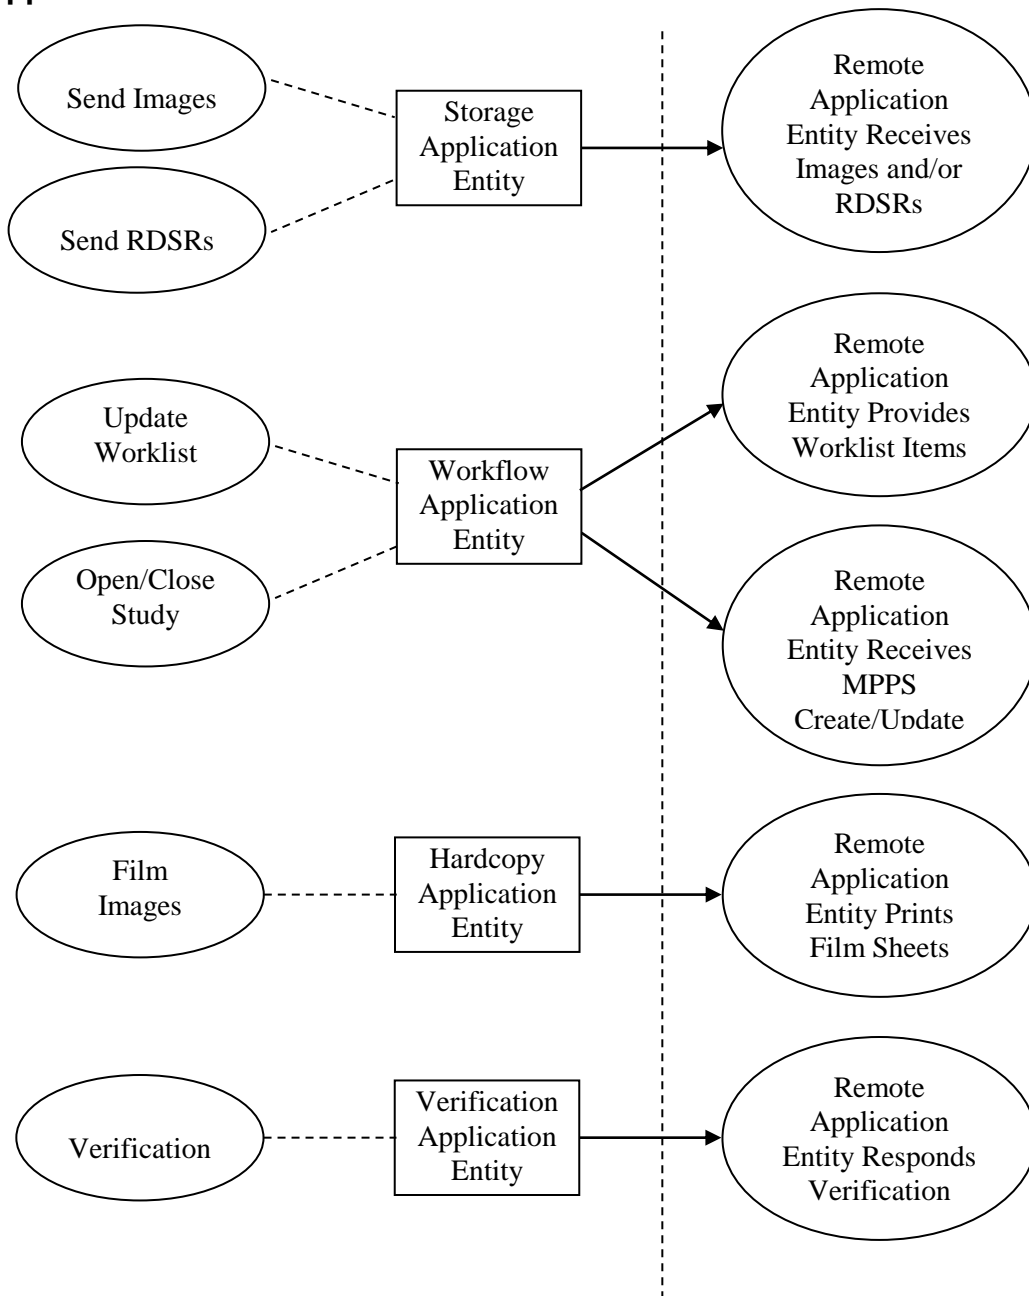 Send Images
Send RDSRs
Storage
Application
Entity
Remote
Application
Entity Receives
Images and/or
RDSRs
Update
Worklist
Open/Close
Study
Workflow
Application
Entity
Remote
Application
Entity Provides
Worklist Items
Remote
Application
Entity Receives
MPPS
Create/Update
Film
Images
Hardcopy
Application
Entity
Remote
Application
Entity Prints
Film Sheets
Verification
Verification
Application
Entity
Remote
Application
Entity Responds
Verification